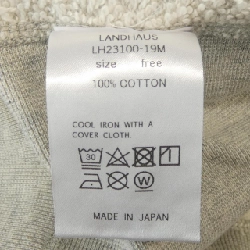 LANDHAUS
LH23100-19M
size free
100% COTTON
COOL IRON WITH A
COVER CLOTH.
30
W
MADE IN JAPAN